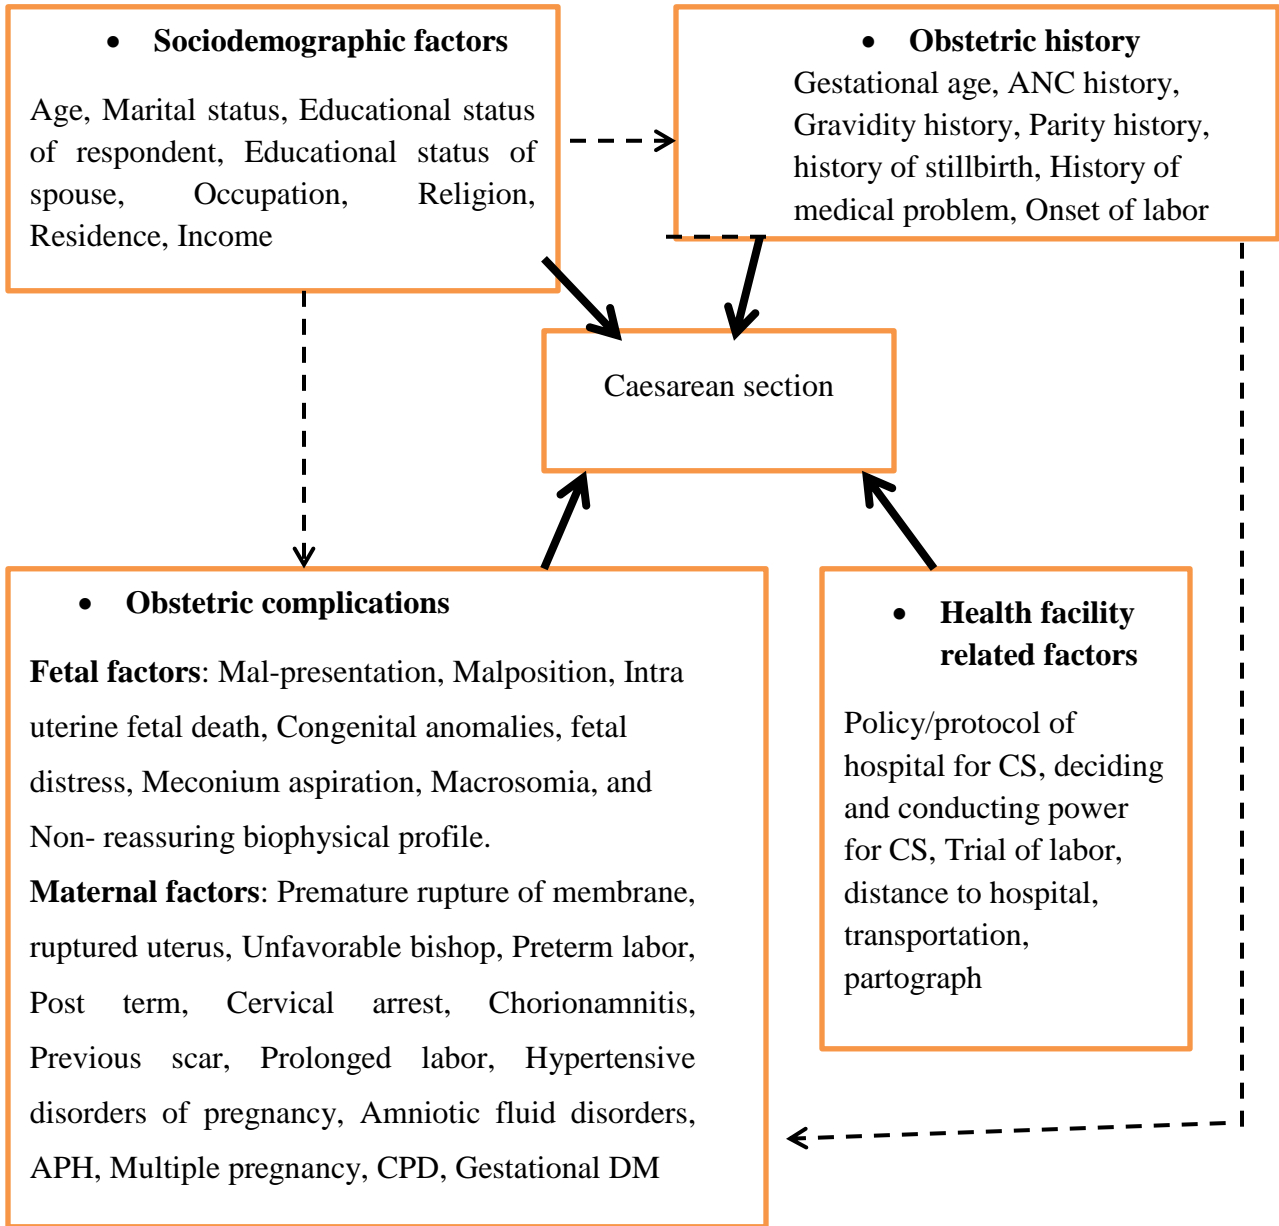 • Sociodemographic factors
Age, Marital status, Educational status
of respondent, Educational status of
spouse, Occupation, Religion,
Residence, Income
• Obstetric history
Gestational age, ANC history,
Gravidity history, Parity history,
history of stillbirth, History of
medical problem, Onset of labor
Caesarean section
• Obstetric complications
Fetal factors: Mal-presentation, Malposition, Intra
uterine fetal death, Congenital anomalies, fetal
distress, Meconium aspiration, Macrosomia, and
Non- reassuring biophysical profile.
Maternal factors: Premature rupture of membrane,
ruptured uterus, Unfavorable bishop, Preterm labor,
Post term, Cervical arrest, Chorionamnitis,
Previous scar, Prolonged labor, Hypertensive
disorders of pregnancy, Amniotic fluid disorders,
APH, Multiple pregnancy, CPD, Gestational DM
• Health facility
related factors
Policy/protocol of
hospital for CS, deciding
and conducting power
for CS, Trial of labor,
distance to hospital,
transportation,
partograph